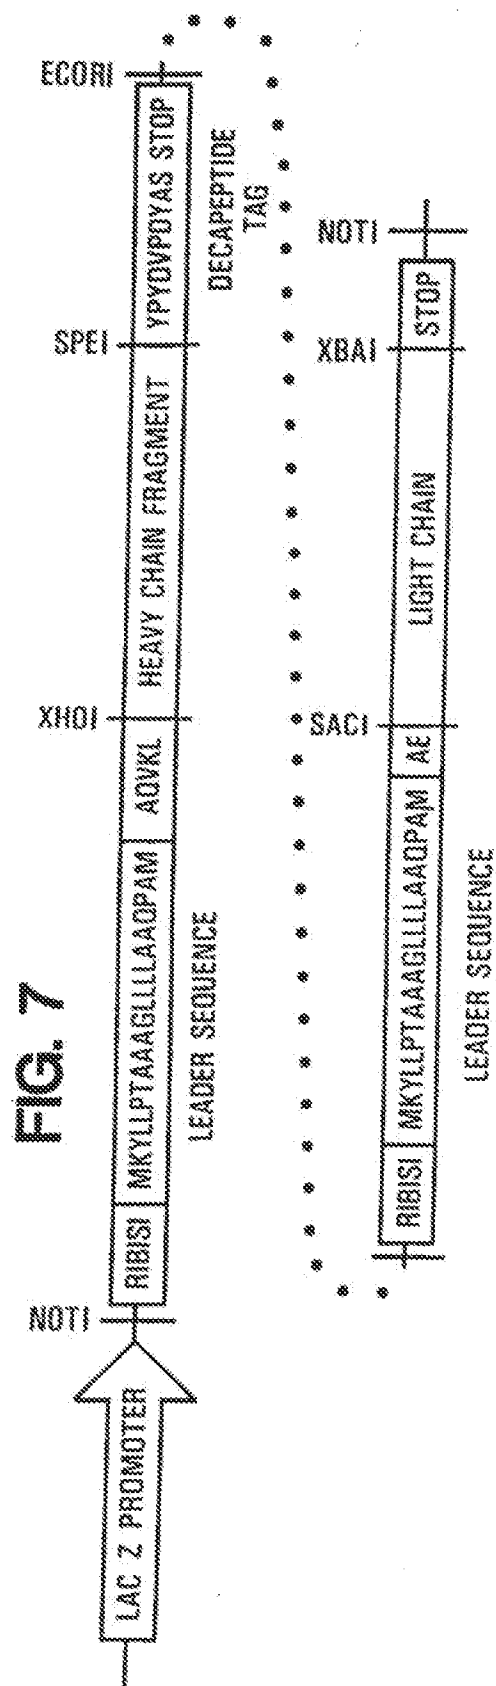 FIG. 7
NOTI
XHOI
SPEI
ECORI
LAC Z PROMOTER
RIBISI
MKYLLPTAAAGLLLLAAQPAM
AQVKL
HEAVY CHAIN FRAGMENT
YPYDVPDYAS STOP
LEADER SEQUENCE
DECAPEPTIDE
TAG
SACI
XBAI
NOTI
RIBISI
MKYLLPTAAAGLLLLAAQPAM
AE
LIGHT CHAIN
STOP
LEADER SEQUENCE